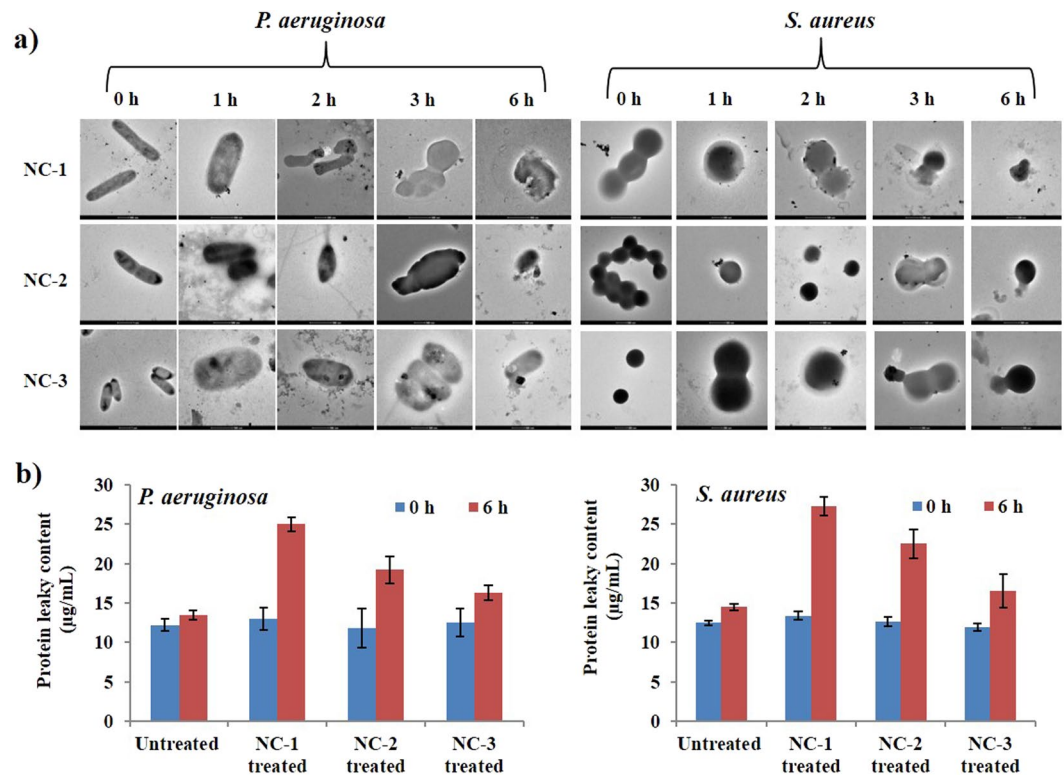 a)
P. aeruginosa
S. aureus
0 h 1 h 2 h 3 h 6 h 0 h 1 h 2 h 3 h 6 h
NC-1
NC-2
NC-3
b)
P. aeruginosa
0 h 6 h
Protein leaky content
(µg/mL)
30
25
20
15
10
5
0
Untreated NC-1 NC-2 NC-3
treated treated treated
S. aureus
0 h 6 h
Protein leaky content
(µg/mL)
30
25
20
15
10
5
0
Untreated NC-1 NC-2 NC-3
treated treated treated